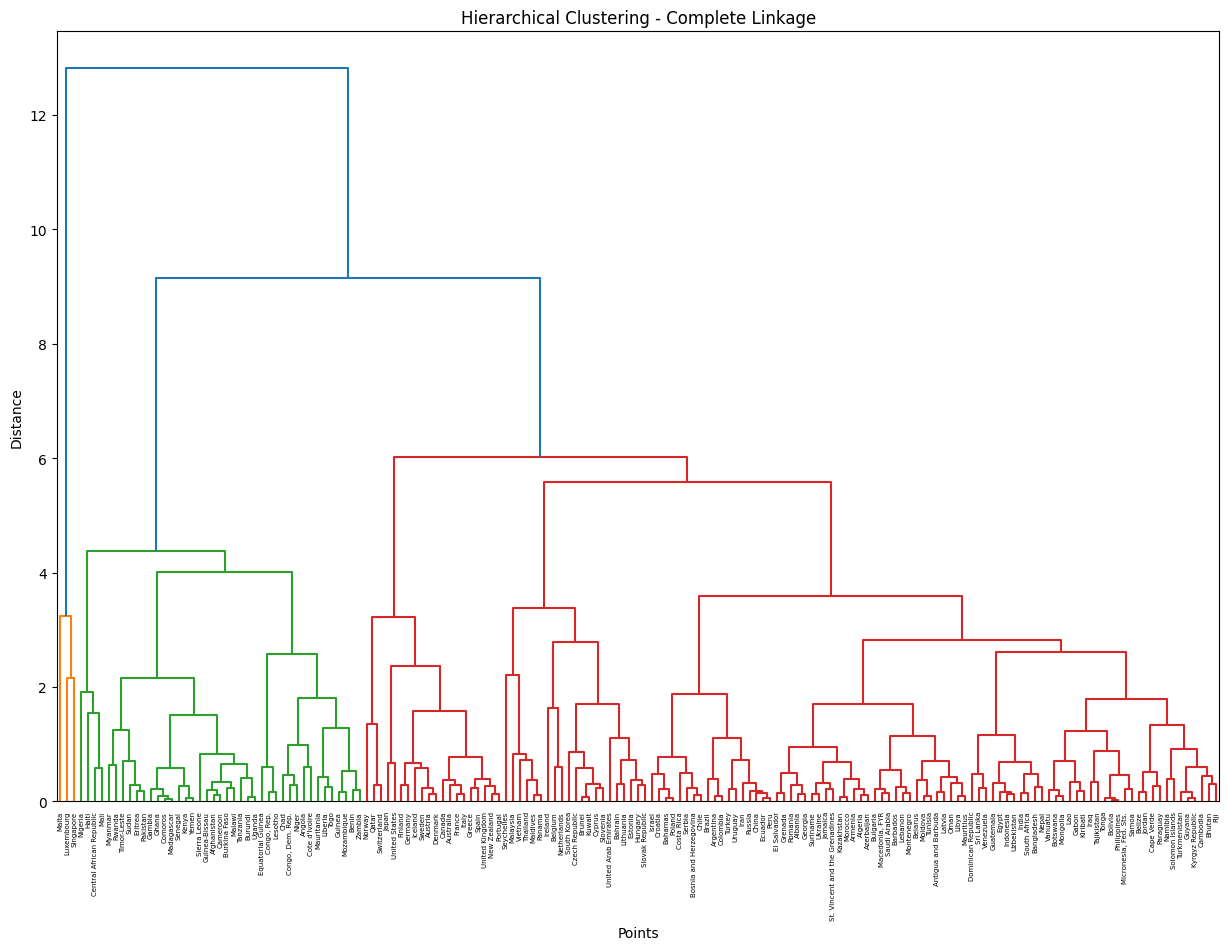 Hierarchical Clustering - Complete Linkage
Distance
12
10
8
6
4
2
0
Malta
Luxembourg
Singapore
Nigeria
Haiti
Central African Republic
Mali
Myanmar
Rwanda
Timor-Leste
Sudan
Eritrea
Pakistan
Gambia
Ghana
Comoros
Madagascar
Senegal
Kenya
Yemen
Sierra Leone
Guinea-Bissau
Afghanistan
Cameroon
Burkina Faso
Malawi
Tanzania
Burundi
Uganda
Equatorial Guinea
Congo, Rep.
Lesotho
Chad
Congo, Dem. Rep.
Niger
Angola
Cote d'Ivoire
Mauritania
Liberia
Togo
Guinea
Mozambique
Benin
Zambia
Norway
Qatar
Switzerland
Japan
United States
Finland
Germany
Iceland
Sweden
Austria
Denmark
Canada
Australia
France
Italy
Greece
Spain
United Kingdom
New Zealand
Portugal
Seychelles
Malaysia
Vietnam
Thailand
Maldives
Panama
Ireland
Belgium
Netherlands
South Korea
Czech Republic
Brunei
Kuwait
Cyprus
Slovenia
United Arab Emirates
Bahrain
Lithuania
Estonia
Hungary
Slovak Republic
Israel
Croatia
Bahamas
Poland
Costa Rica
Serbia
Bosnia and Herzegovina
Chile
Brazil
Argentina
Colombia
Turkey
Uruguay
Iran
Russia
China
Ecuador
Peru
El Salvador
Grenada
Romania
Albania
Georgia
Suriname
Ukraine
Jamaica
St. Vincent and the Grenadines
Kazakhstan
Morocco
Armenia
Algeria
Azerbaijan
Bulgaria
Macedonia, FYR
Saudi Arabia
Barbados
Lebanon
Montenegro
Belarus
Moldova
Tunisia
Antigua and Barbuda
Latvia
Oman
Libya
Mauritius
Dominican Republic
Sri Lanka
Venezuela
Guatemala
Egypt
Indonesia
Uzbekistan
India
South Africa
Bangladesh
Nepal
Vanuatu
Botswana
Mongolia
Lao
Gabon
Kiribati
Iraq
Tajikistan
Tonga
Bolivia
Philippines
Micronesia, Fed. Sts.
Samoa
Belize
Jordan
Cape Verde
Paraguay
Namibia
Solomon Islands
Turkmenistan
Guyana
Kyrgyz Republic
Cambodia
Bhutan
Fiji
Points